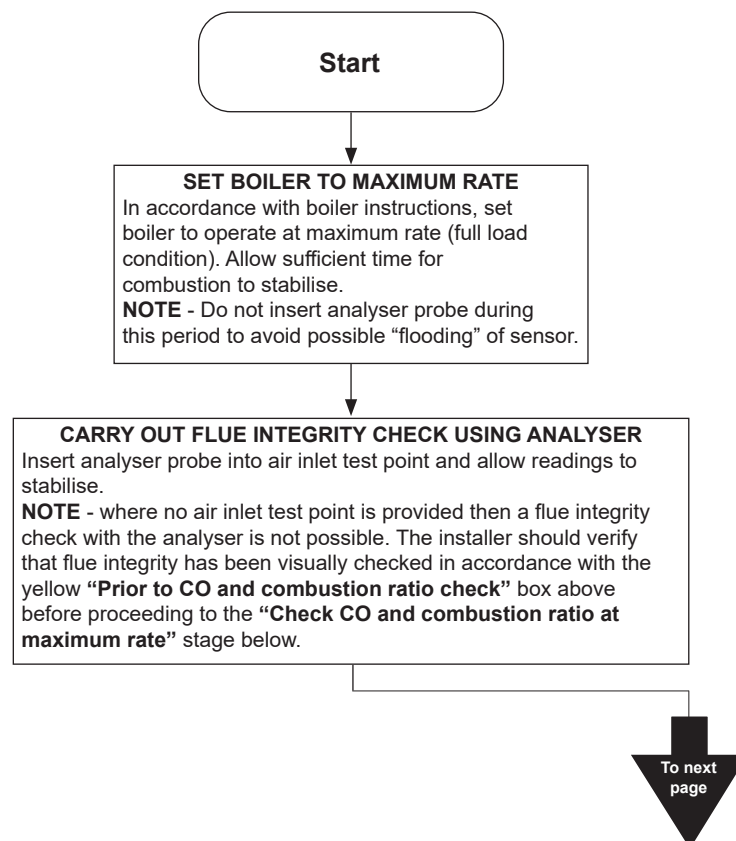 Start
SET BOILER TO MAXIMUM RATE
In accordance with boiler instructions, set
boiler to operate at maximum rate (full load
condition). Allow sufficient time for
combustion to stabilise.
NOTE - Do not insert analyser probe during
this period to avoid possible “flooding” of sensor.
CARRY OUT FLUE INTEGRITY CHECK USING ANALYSER
Insert analyser probe into air inlet test point and allow readings to
stabilise.
NOTE - where no air inlet test point is provided then a flue integrity
check with the analyser is not possible. The installer should verify
that flue integrity has been visually checked in accordance with the
yellow “Prior to CO and combustion ratio check” box above
before proceeding to the “Check CO and combustion ratio at
maximum rate” stage below.
To next
page